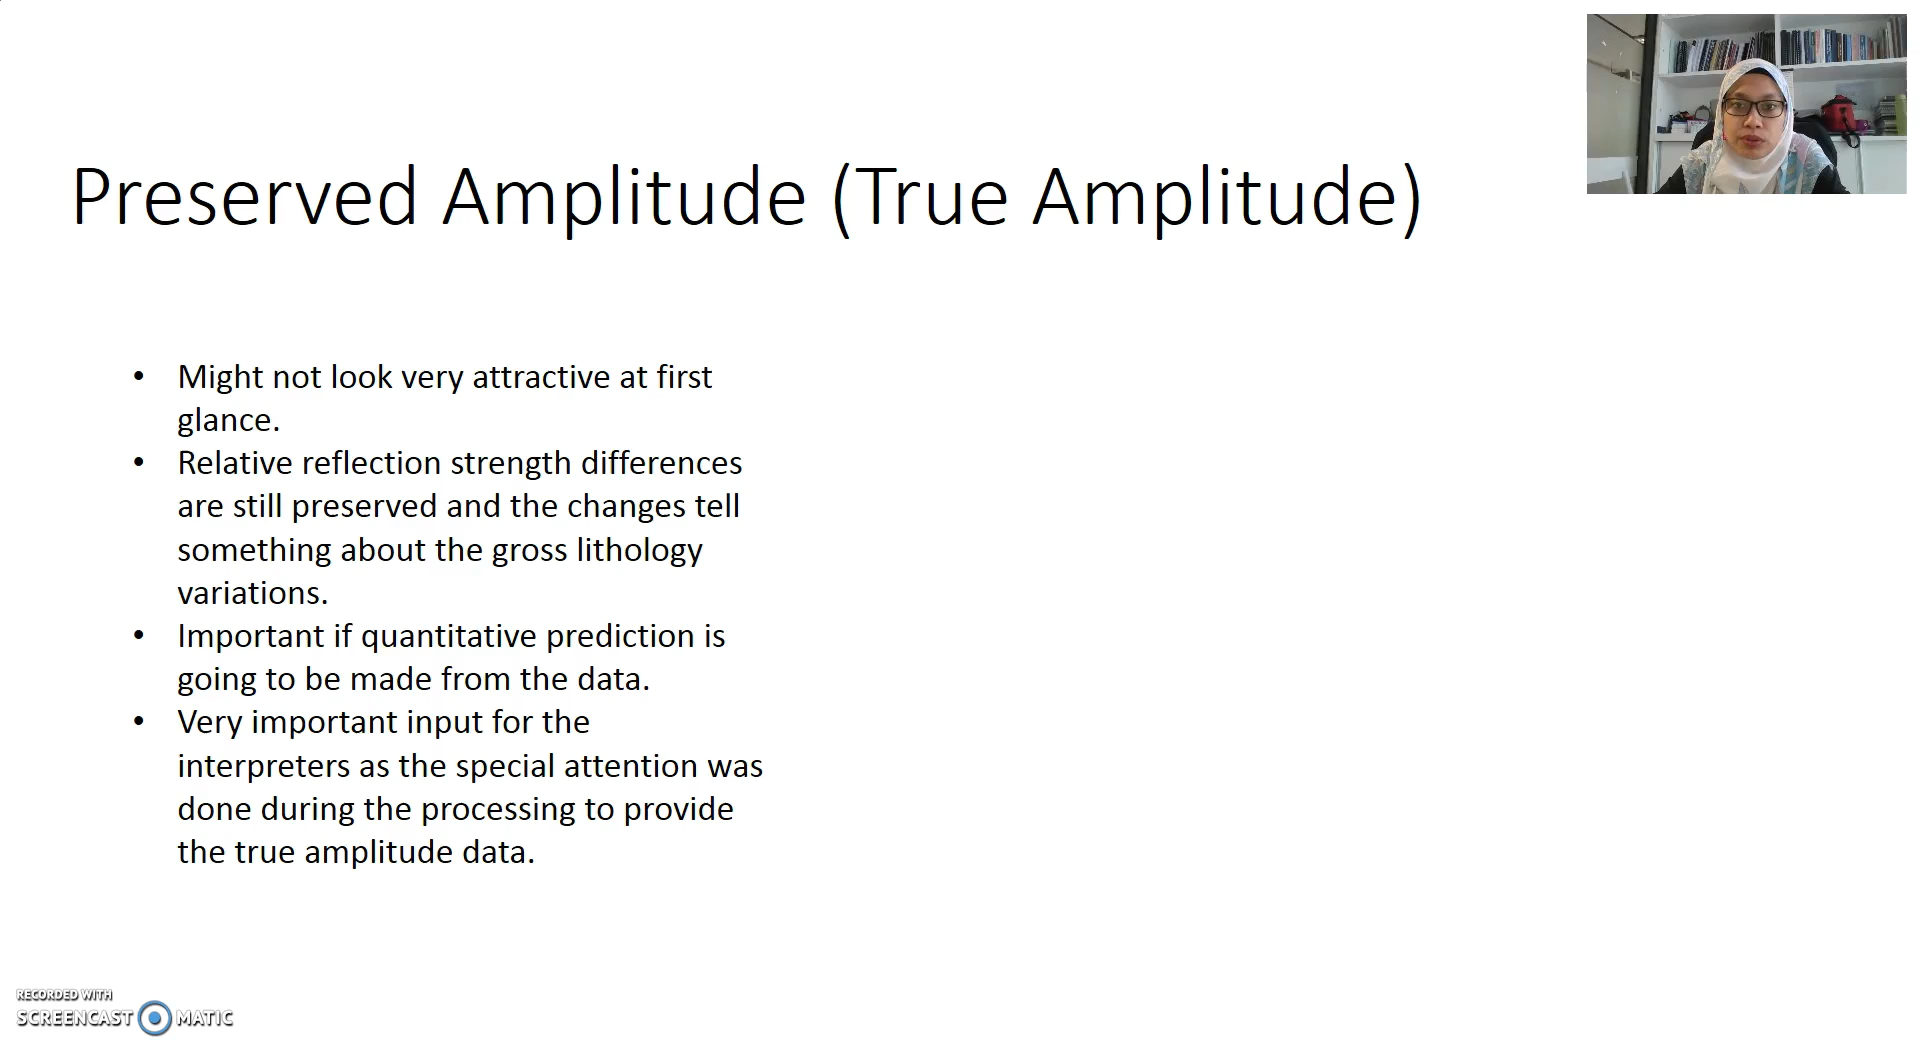 Preserved Amplitude (True Amplitude)
• Might not look very attractive at first
glance.
• Relative reflection strength differences
are still preserved and the changes tell
something about the gross lithology
variations.
• Important if quantitative prediction is
going to be made from the data.
• Very important input for the
interpreters as the special attention was
done during the processing to provide
the true amplitude data.
RECORDED WITH
SCREENCAST MATIC